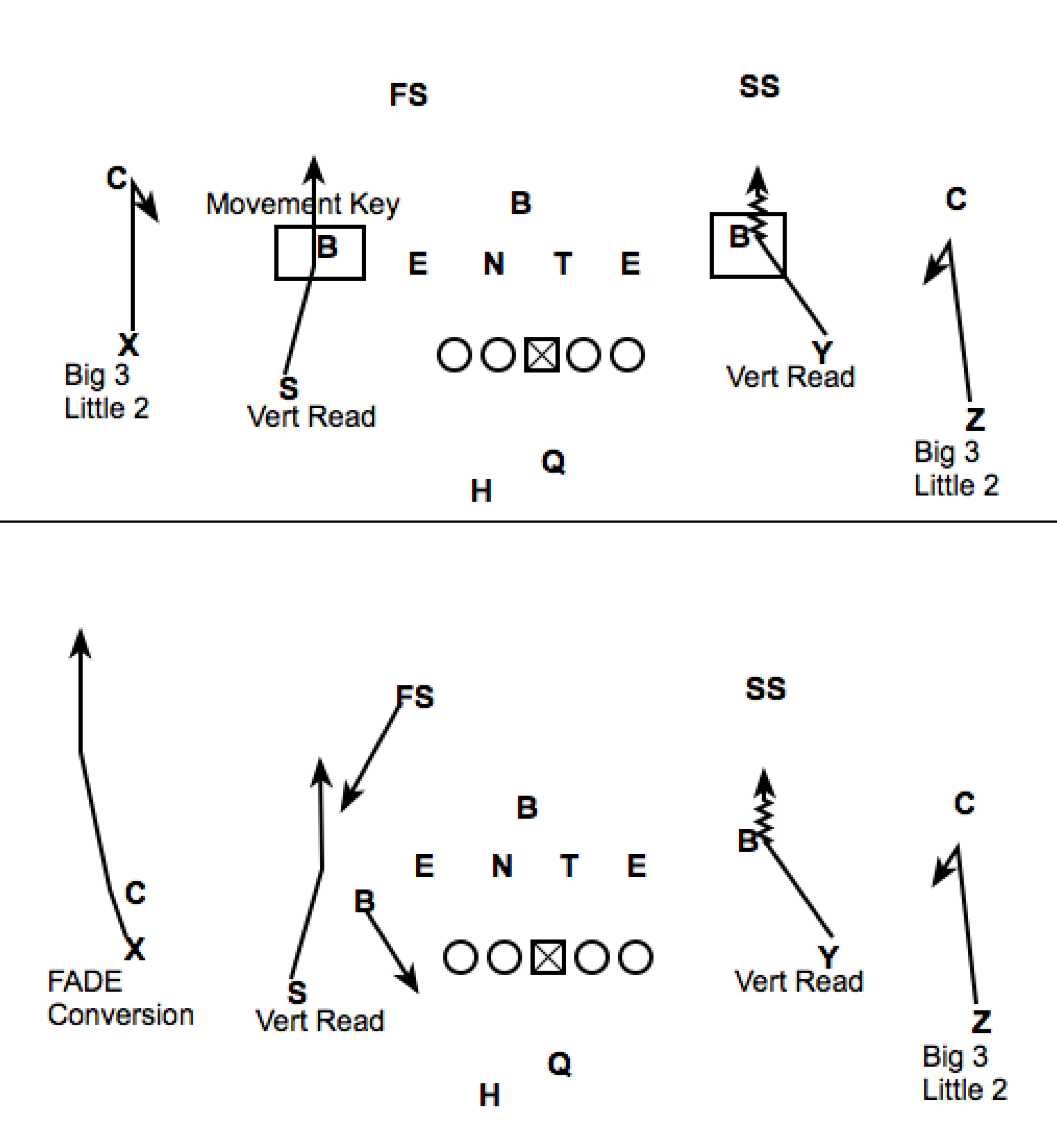 FS
SS
C
Movement Key
B
C
B
B
E
N
T
E
X
Y
Big 3
Little 2
S
Vert Read
Vert Read
Z
Big 3
Little 2
Q
H
FS
SS
B
C
B
E
N
T
E
C
B
X
Y
FADE
Conversion
S
Vert Read
Vert Read
Z
Big 3
Little 2
Q
H